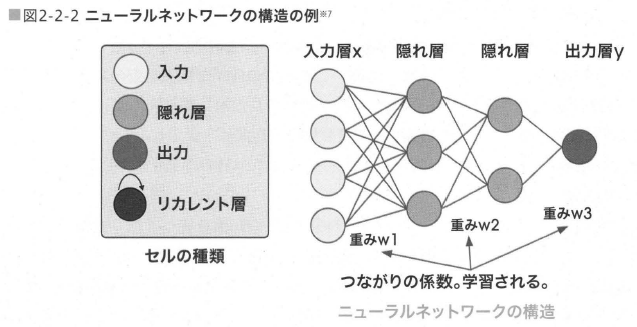 ■図2-2-2 ニューラルネットワークの構造の例※7
入力
隠れ層
出力
リカレント層
セルの種類
入力層x 隠れ層 隠れ層 出力層y
重みw1
重みw2
重みw3
つながりの係数。学習される。
ニューラルネットワークの構造